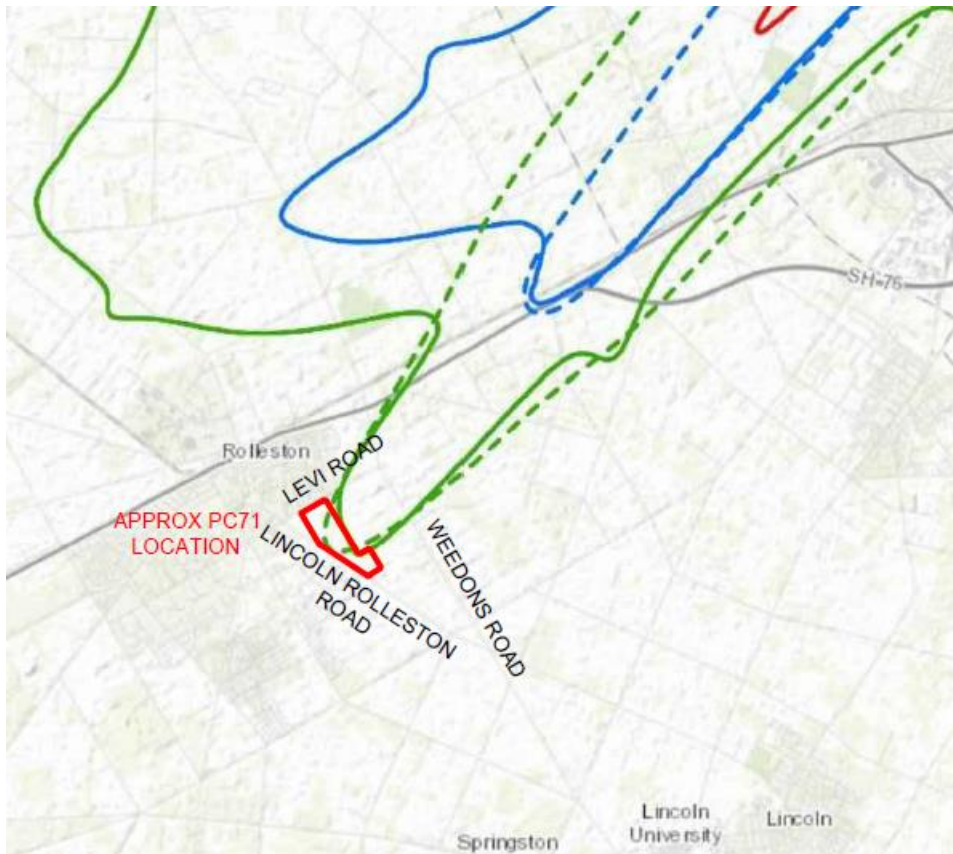 SH-76
Rolleston
LEVI ROAD
APPROX PC71
LOCATION
LINCOLN ROLLESTON
ROAD
WEEDONS ROAD
Lincoln
University
Lincoln
Springston